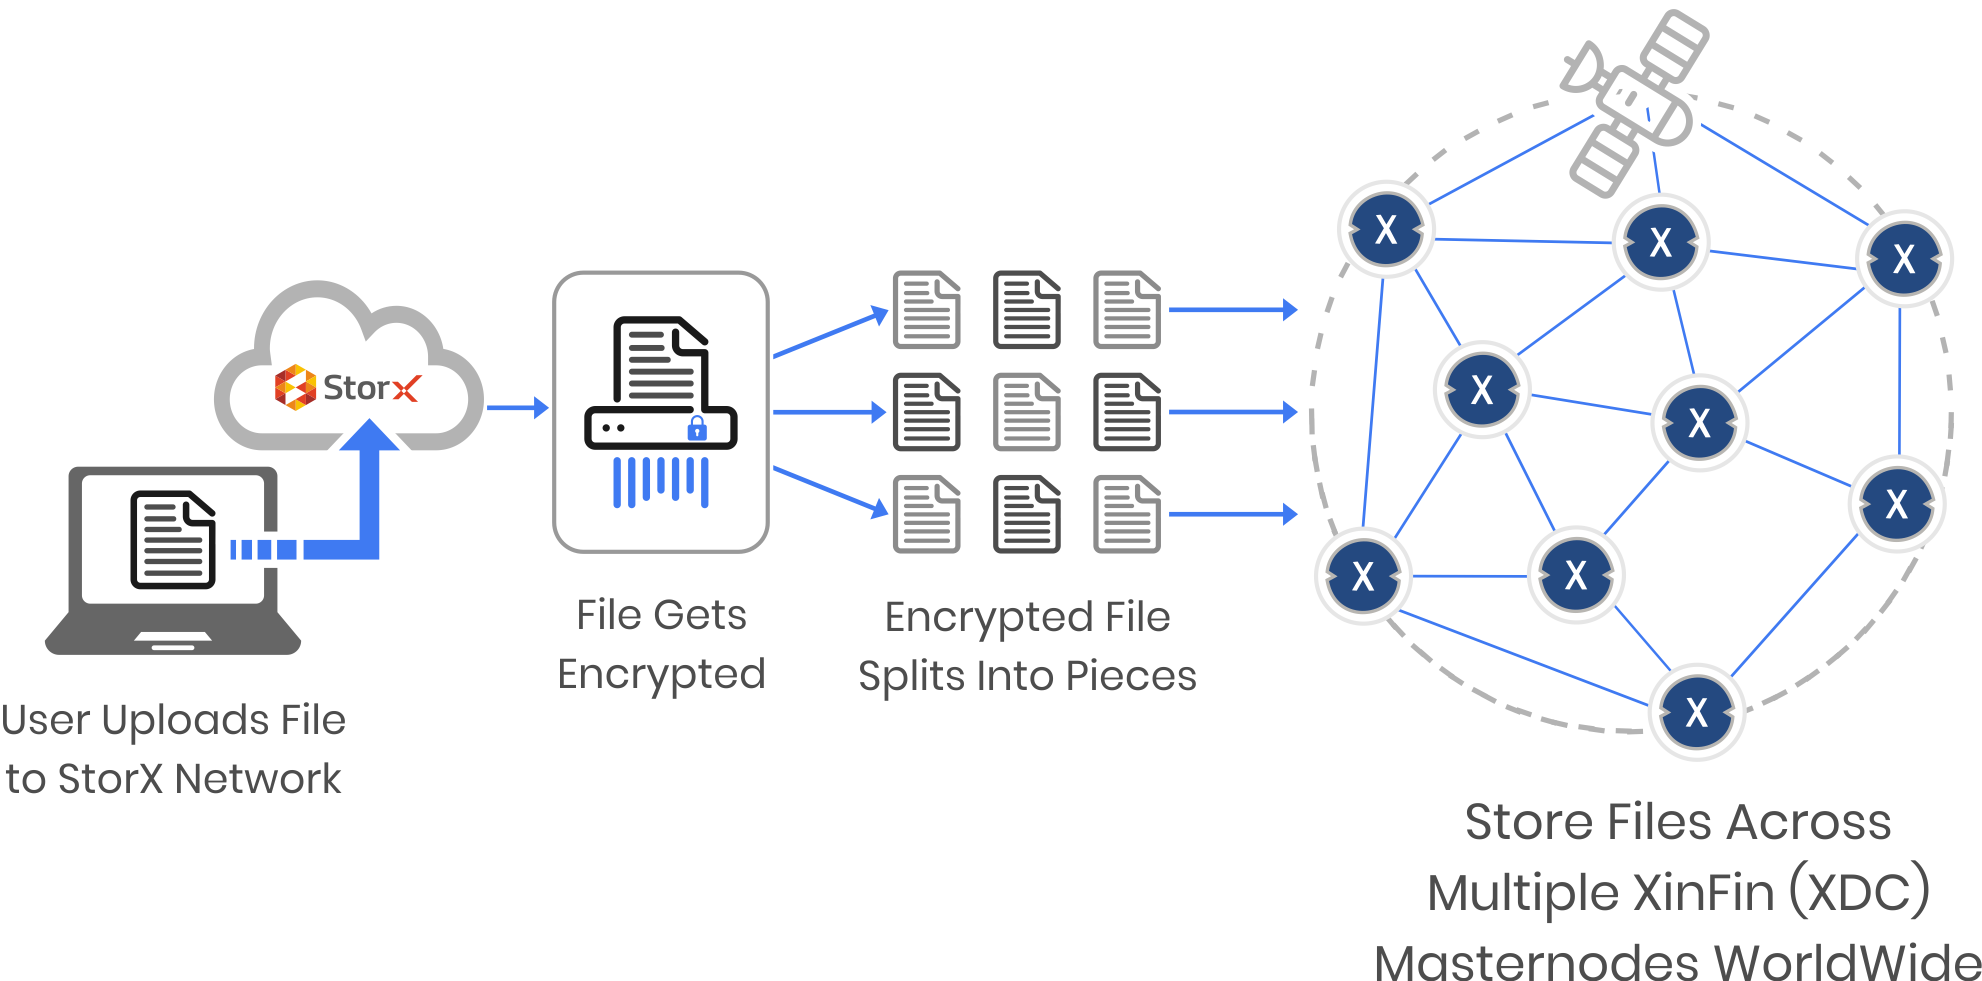 StorX
User Uploads File
to StorX Network
File Gets
Encrypted
Encrypted File
Splits Into Pieces
X
X
X
X
X
X
X
X
X
Store Files Across
Multiple XinFin (XDC)
Masternodes WorldWide